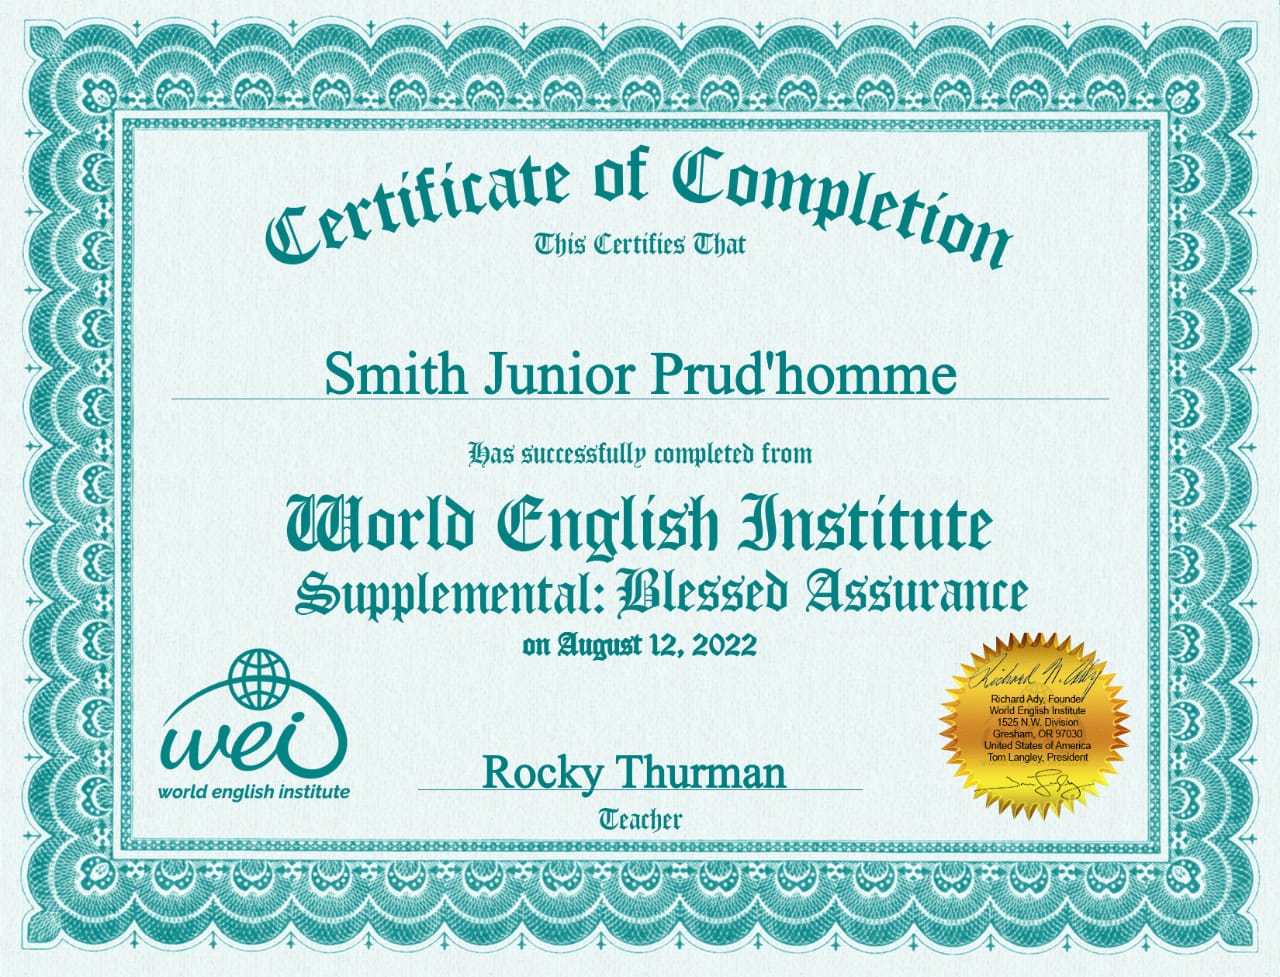 Certificate of Completion
This Certifies That
Smith Junior Prud'homme
Has successfully completed from
World English Institute
Supplemental: Blessed Assurance
on August 12, 2022
wei
world english institute
Rocky Thurman
Teacher
Richard N. Ady
Richard Ady, Founder
World English Institute
1525 N.W. Division
Gresham, OR 97030
United States of America
Tom Langley, President